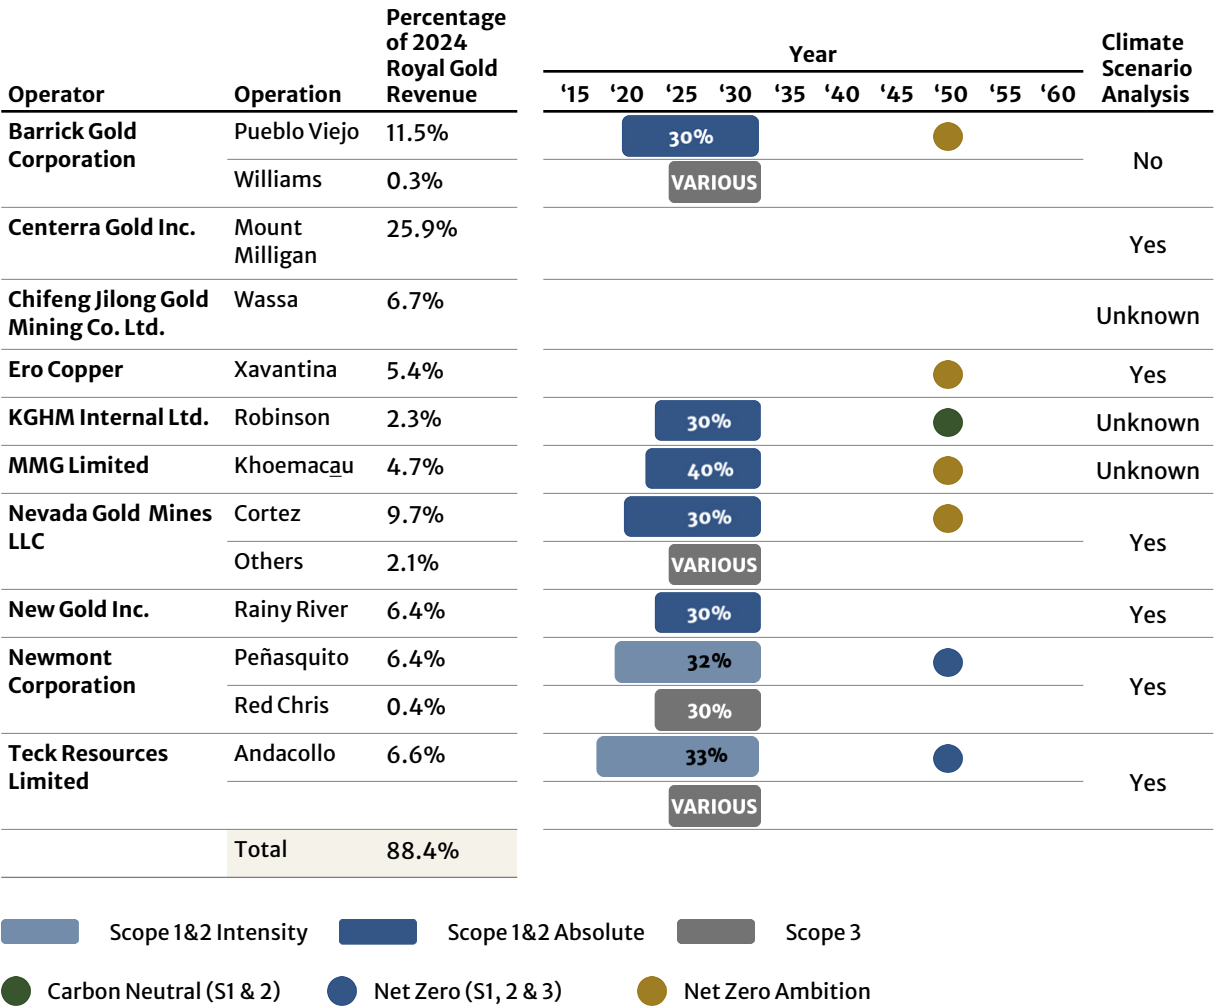 Percentage
of 2024
Royal Gold
Revenue
Operator
Operation
Year
Climate
Scenario
Analysis
‘15 ‘20 ‘25 ‘30 ‘35 ‘40 ‘45 ‘50 ‘55 ‘60
Barrick Gold
Corporation
Pueblo Viejo 11.5% 30%
No
Williams 0.3% VARIOUS
Centerra Gold Inc. Mount
Milligan
25.9%
Yes
Chifeng Jilong Gold
Mining Co. Ltd.
Wassa 6.7%
Unknown
Ero Copper Xavantina 5.4% Yes
KGHM Internal Ltd. Robinson 2.3% 30% Unknown
MMG Limited Khoemaca̲u 4.7% 40% Unknown
Nevada Gold Mines
LLC
Cortez 9.7% 30%
Yes
Others 2.1% VARIOUS
New Gold Inc. Rainy River 6.4% 30% Yes
Newmont
Corporation
Peñasquito 6.4% 32%
Yes
Red Chris 0.4% 30%
Teck Resources
Limited
Andacollo 6.6% 33%
Yes
VARIOUS
Total 88.4%
Scope 1&2 Intensity Scope 1&2 Absolute Scope 3
Carbon Neutral (S1 & 2) Net Zero (S1, 2 & 3) Net Zero Ambition